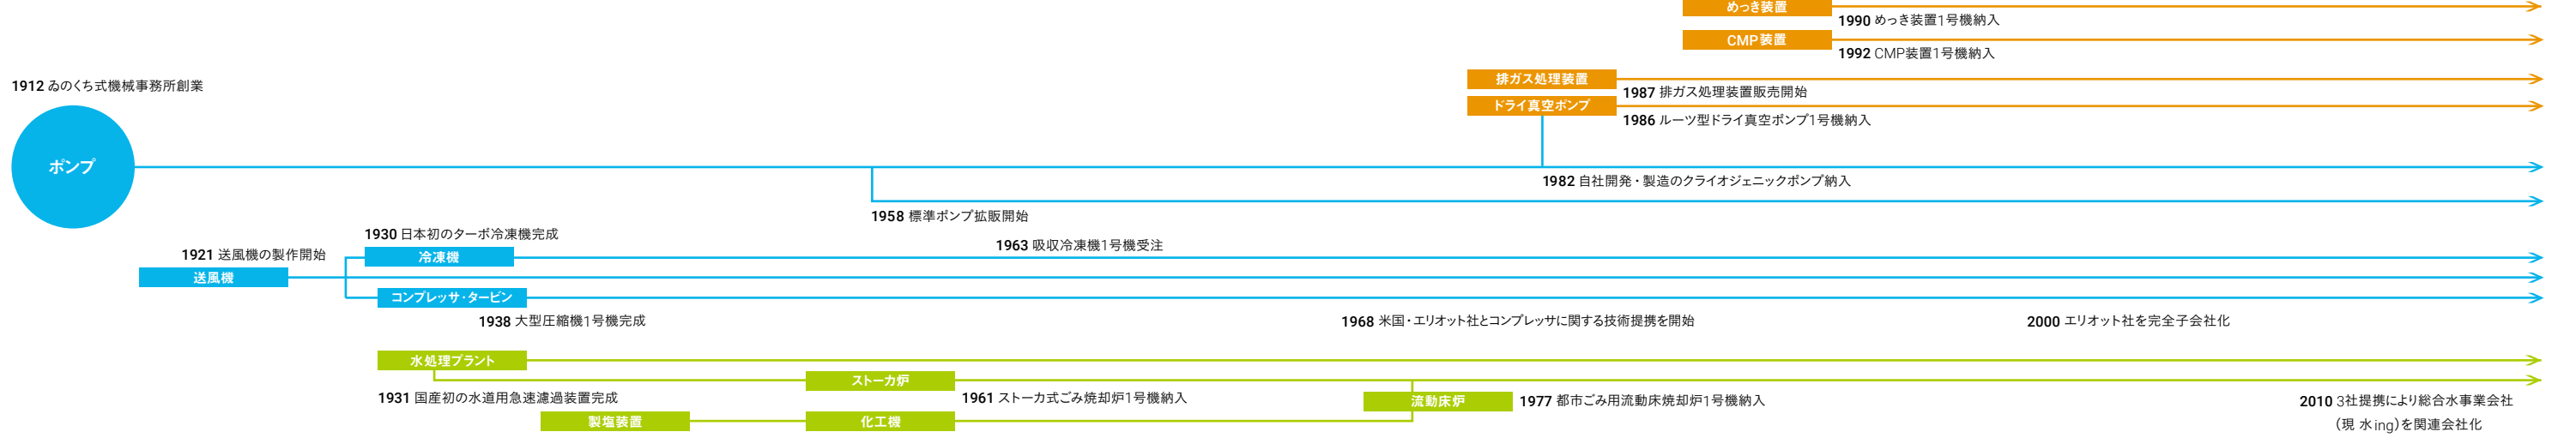 めっき装置
1990 めっき装置1号機納入
CMP装置
1992 CMP装置1号機納入
排ガス処理装置
1987 排ガス処理装置販売開始
ドライ真空ポンプ
1986 ルーツ型ドライ真空ポンプ1号機納入
1912 ゐのくち式機械事務所創業
ポンプ
1982 自社開発・製造のクライオジェニックポンプ納入
1958 標準ポンプ拡販開始
1930 日本初のターボ冷凍機完成
1963 吸収冷凍機1号機受注
1921 送風機の製作開始
冷凍機
送風機
コンプレッサ・タービン
1938 大型圧縮機1号機完成
1968 米国・エリオット社とコンプレッサに関する技術提携を開始
2000 エリオット社を完全子会社化
水処理プラント
ストーカ炉
1931 国産初の水道用急速濾過装置完成
1961 ストーカ式ごみ焼却炉1号機納入
流動床炉
1977 都市ごみ用流動床焼却炉1号機納入
製塩装置
化工機
2010 3社提携により総合水事業会社
（現 水ing）を関連会社化